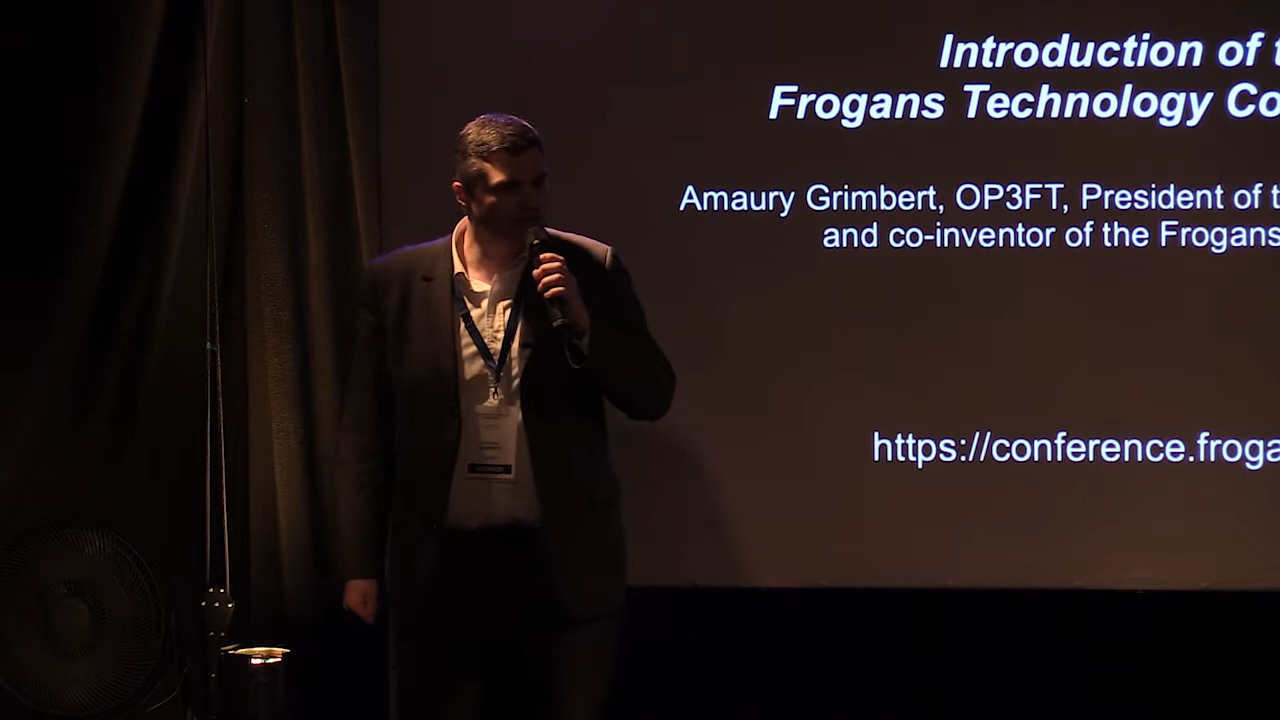 Introduction of t
Frogans Technology Co
Amaury Grimbert, OP3FT, President of t
and co-inventor of the Frogans
https://conference.froga